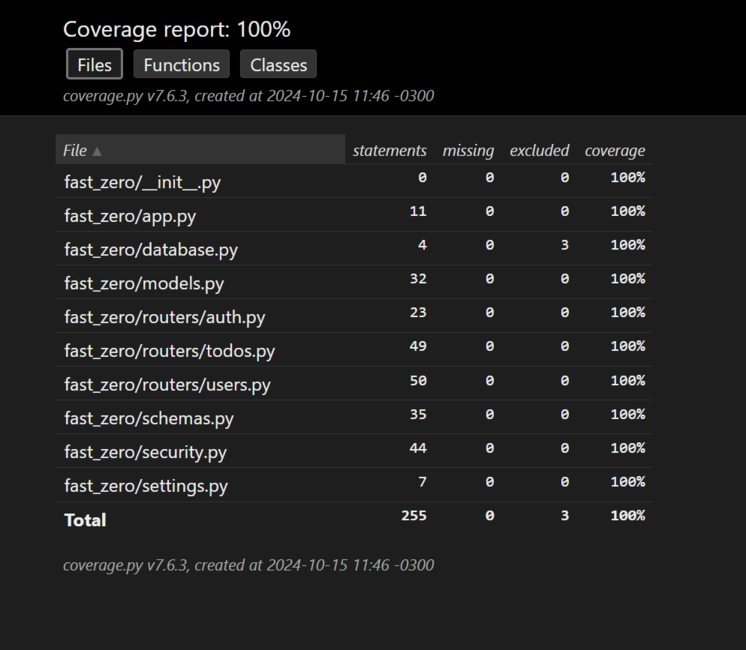 Coverage report: 100%
Files Functions Classes
coverage.py v7.6.3, created at 2024-10-15 11:46 -0300
File ▲ statements missing excluded coverage
fast_zero/__init__.py 0 0 0 100%
fast_zero/app.py 11 0 0 100%
fast_zero/database.py 4 0 3 100%
fast_zero/models.py 32 0 0 100%
fast_zero/routers/auth.py 23 0 0 100%
fast_zero/routers/todos.py 49 0 0 100%
fast_zero/routers/users.py 50 0 0 100%
fast_zero/schemas.py 35 0 0 100%
fast_zero/security.py 44 0 0 100%
fast_zero/settings.py 7 0 0 100%
Total 255 0 3 100%
coverage.py v7.6.3, created at 2024-10-15 11:46 -0300